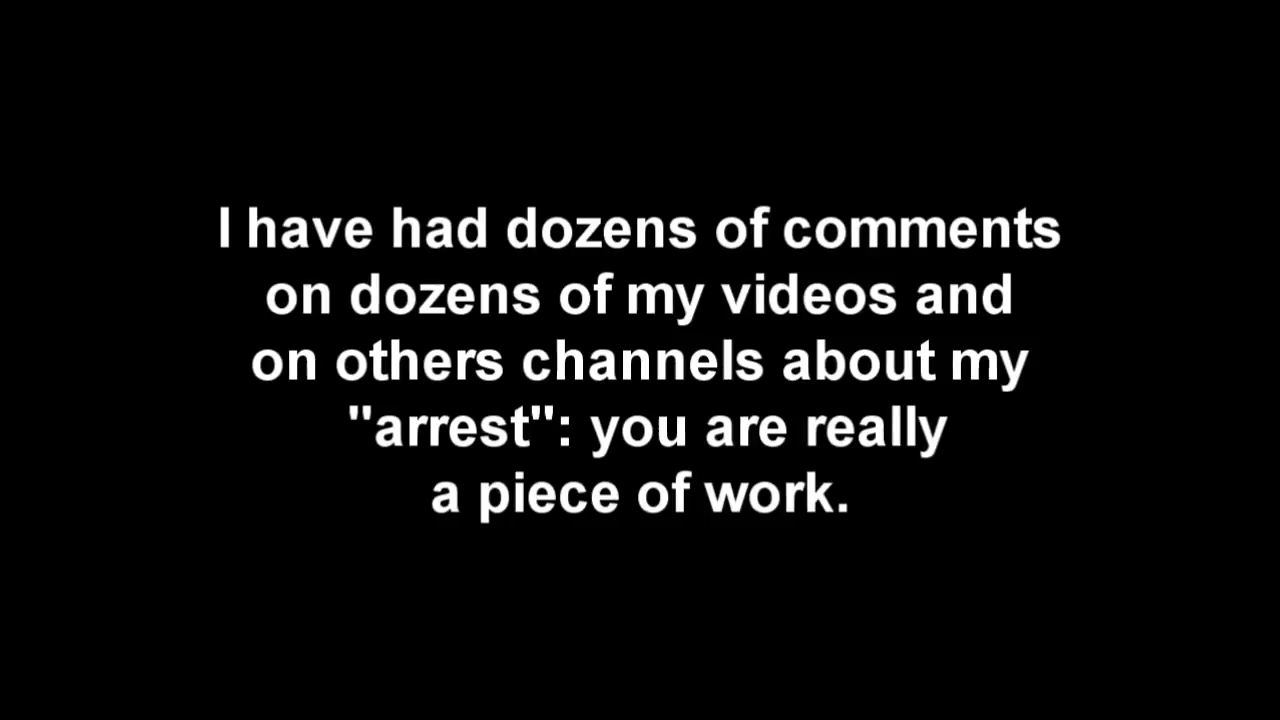 I have had dozens of comments
on dozens of my videos and
on others channels about my
"arrest": you are really
a piece of work.